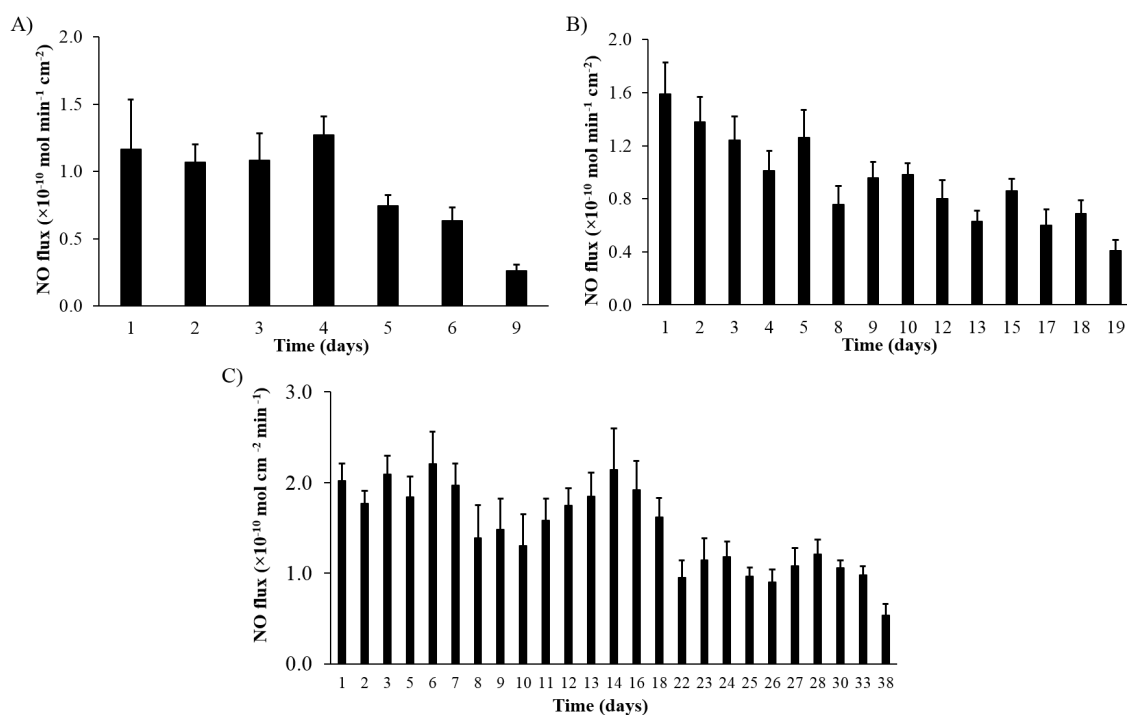 A)
NO flux (×10⁻¹⁰ mol min⁻¹ cm⁻²)
2.0
1.5
1.0
0.5
0.0
1 2 3 4 5 6 9
Time (days)
B)
NO flux (×10⁻¹⁰ mol min⁻¹ cm⁻²)
2.0
1.6
1.2
0.8
0.4
0.0
1 2 3 4 5 8 9 10 12 13 15 17 18 19
Time (days)
C)
NO flux (×10⁻¹⁰ mol cm⁻² min⁻¹)
3.0
2.0
1.0
0.0
1 2 3 5 6 7 8 9 10 11 12 13 14 16 18 22 23 24 25 26 27 28 30 33 38
Time (days)